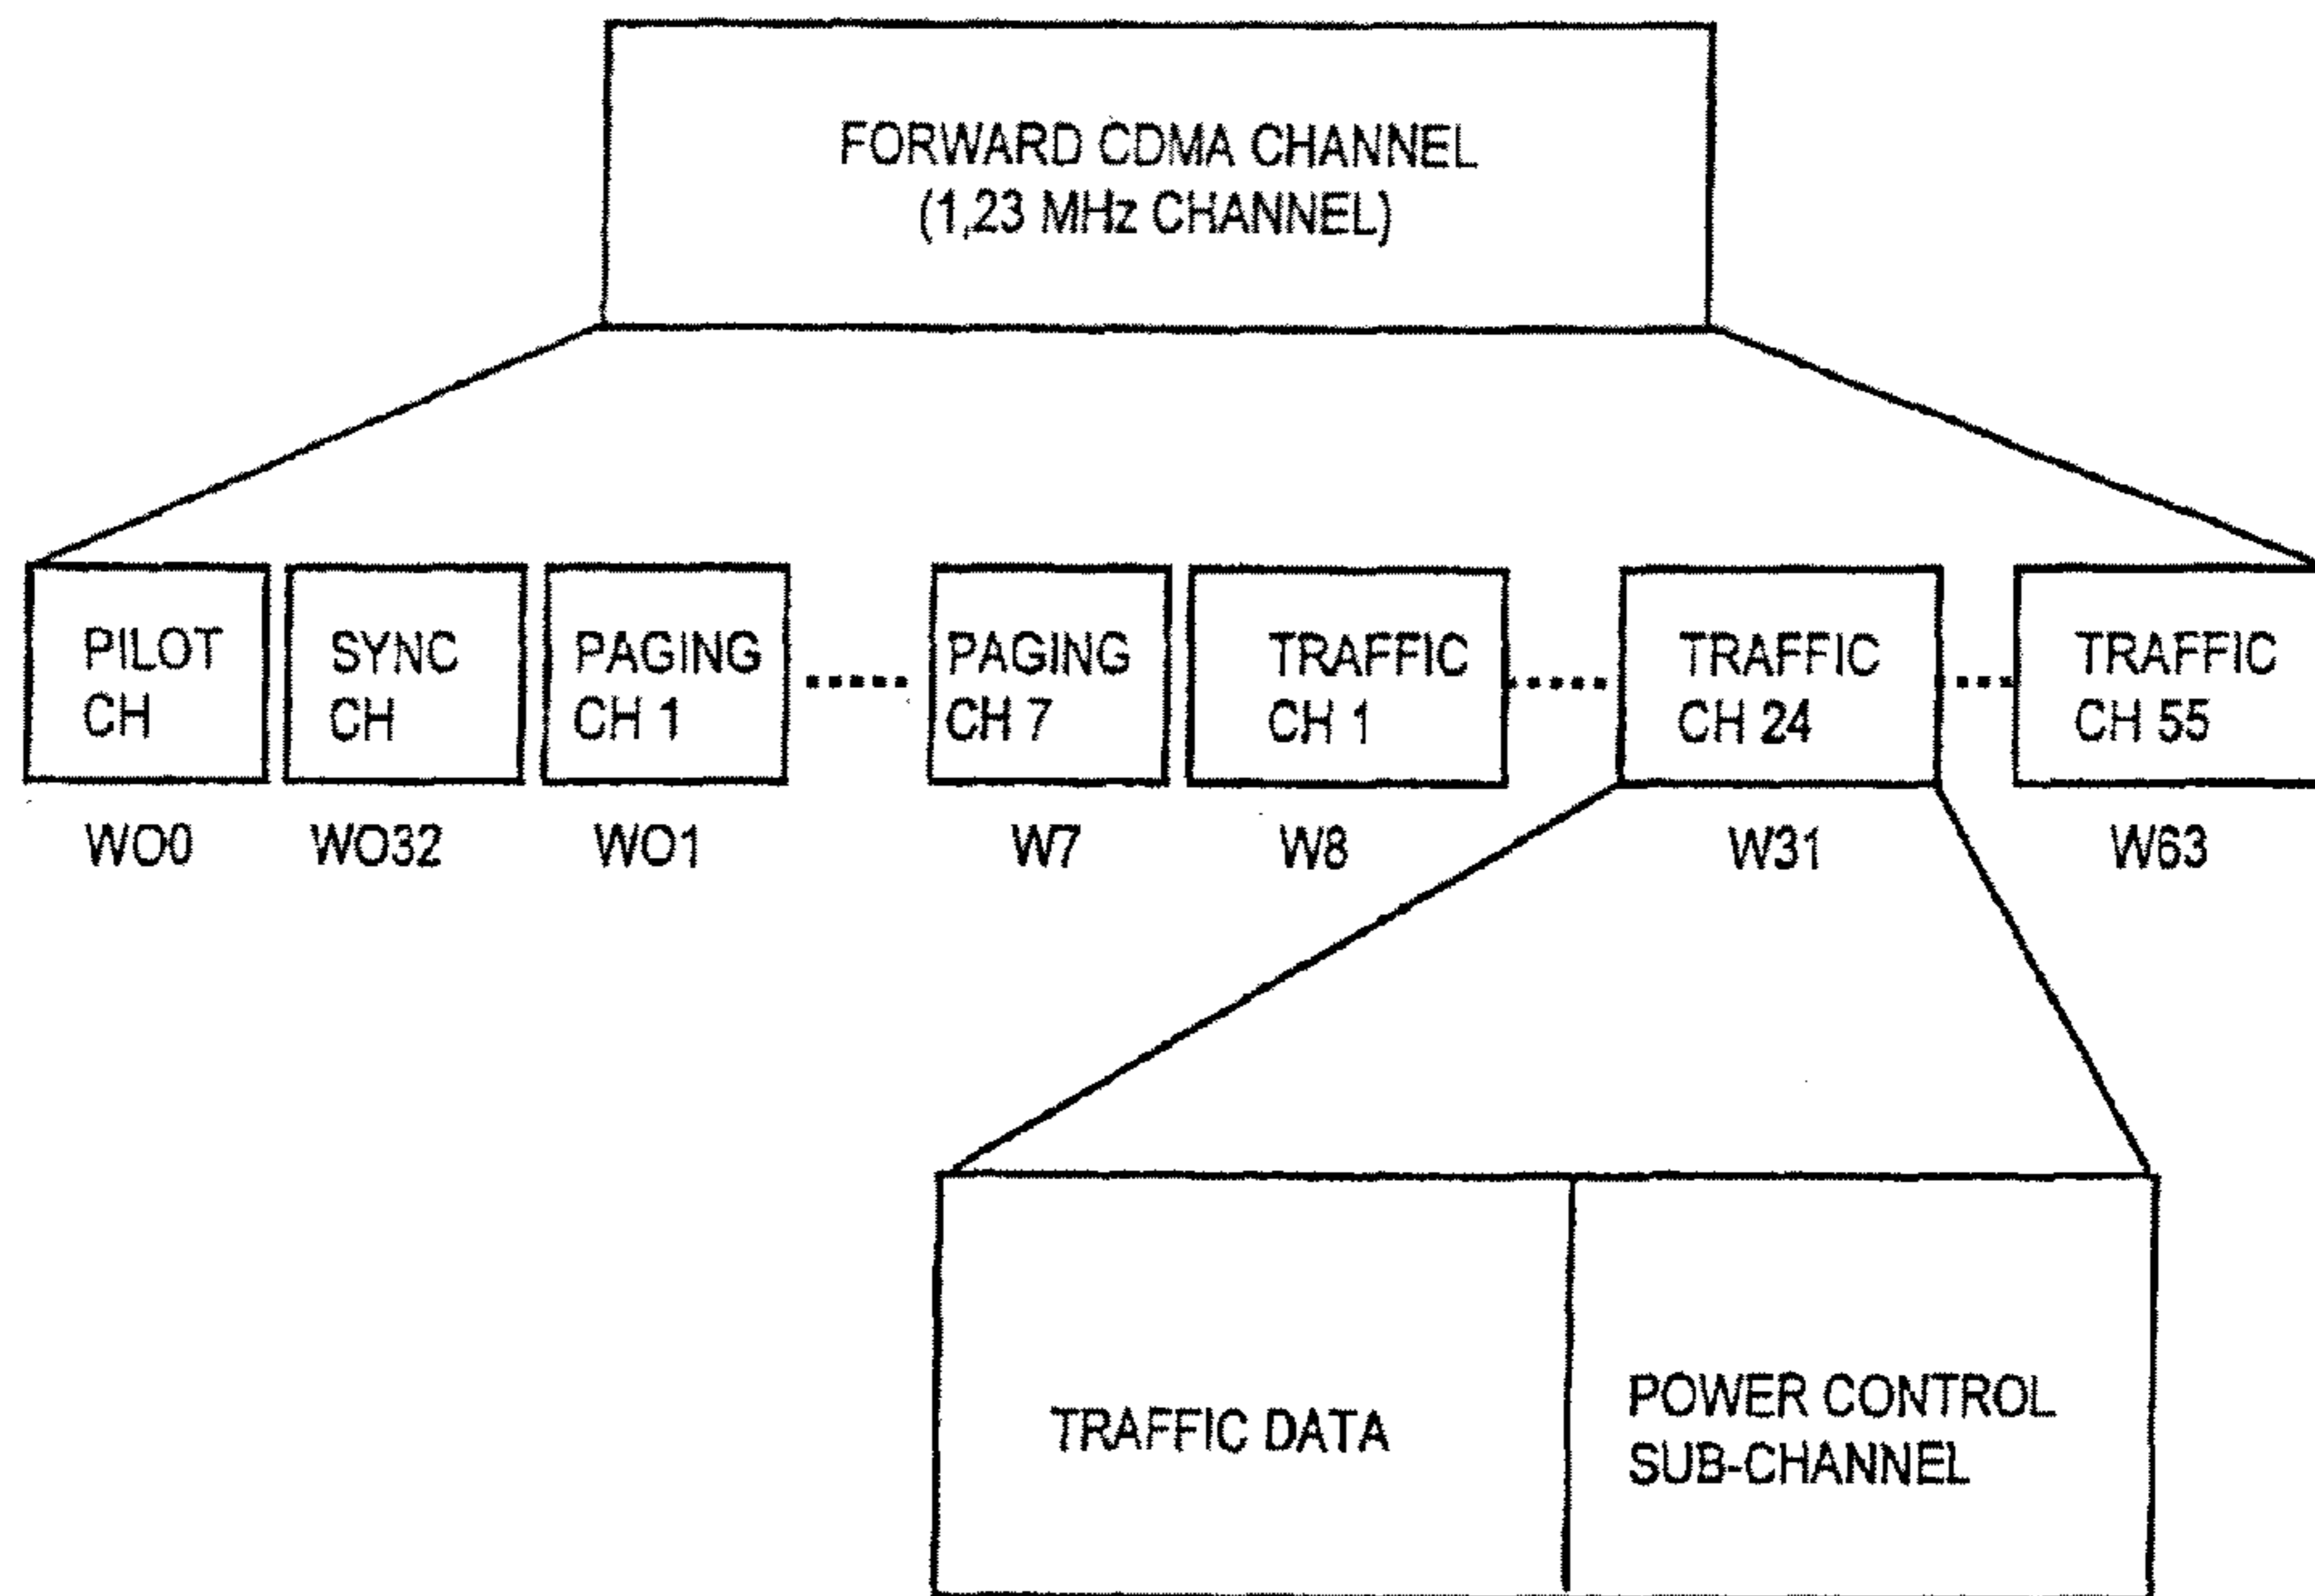 FORWARD CDMA CHANNEL
(1,23 MHz CHANNEL)
PILOT
CH
SYNC
CH
PAGING
CH 1
PAGING
CH 7
TRAFFIC
CH 1
TRAFFIC
CH 24
TRAFFIC
CH 55
WO0
WO32
WO1
W7
W8
W31
W63
TRAFFIC DATA
POWER CONTROL
SUB-CHANNEL